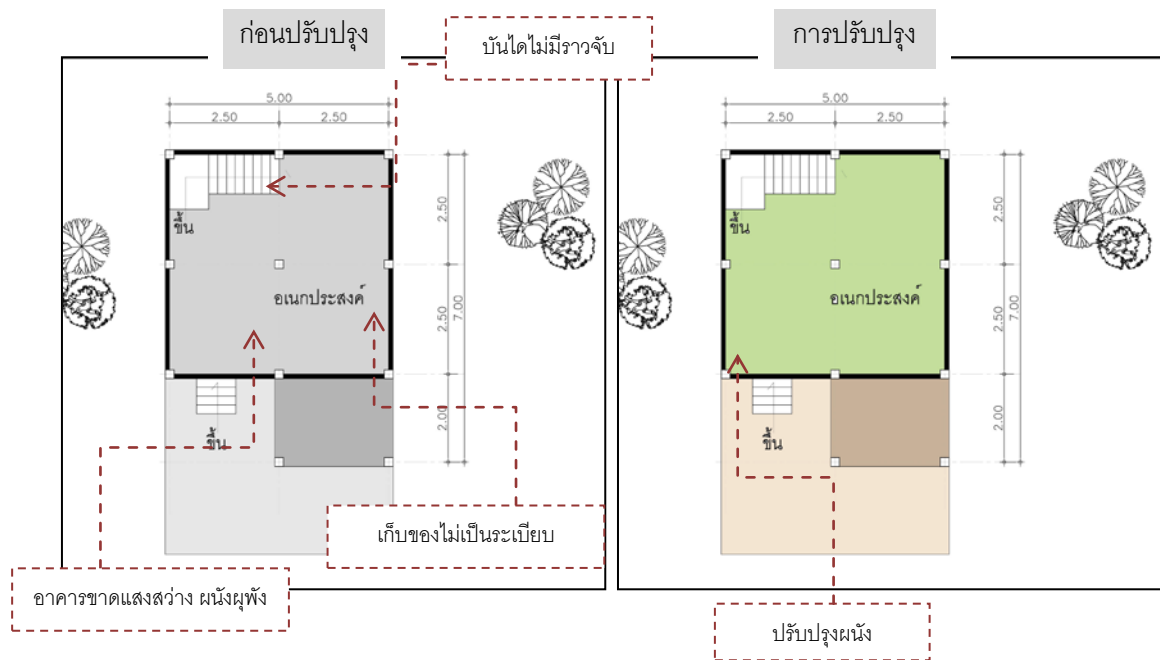 ก่อนปรับปรุง
บันไดไม่มีราวจับ
การปรับปรุง
5.00
2.50
2.50
ขึ้น
อเนกประสงค์
2.50
2.50
7.00
2.00
ขึ้น
เก็บของไม่เป็นระเบียบ
อาคารขาดแสงสว่าง ผนังผุพัง
5.00
2.50
2.50
ขึ้น
อเนกประสงค์
2.50
2.50
7.00
2.00
ขึ้น
ปรับปรุงผนัง